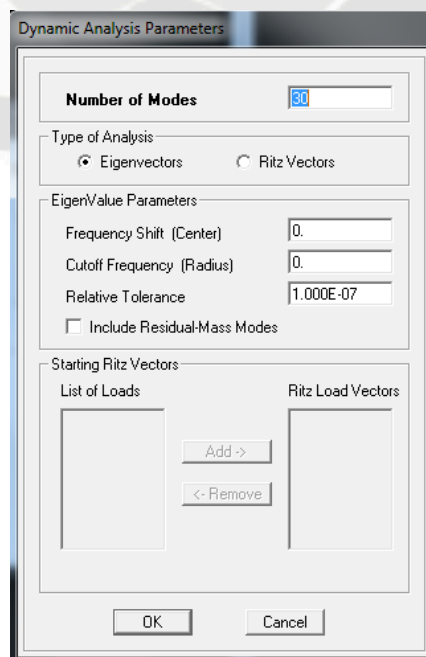 Dynamic Analysis Parameters
Number of Modes 30
Type of Analysis
Eigenvectors Ritz Vectors
EigenValue Parameters
Frequency Shift (Center) 0.
Cutoff Frequency (Radius) 0.
Relative Tolerance 1.000E-07
Include Residual-Mass Modes
Starting Ritz Vectors
List of Loads Ritz Load Vectors
Add ->
<- Remove
OK Cancel